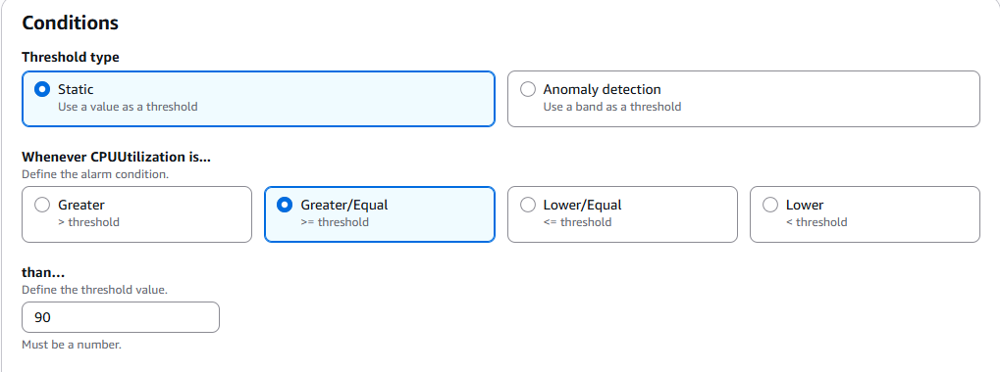 Conditions
Threshold type
Static
Use a value as a threshold
Anomaly detection
Use a band as a threshold
Whenever CPUUtilization is...
Define the alarm condition.
Greater
> threshold
Greater/Equal
>= threshold
Lower/Equal
<= threshold
Lower
< threshold
than...
Define the threshold value.
90
Must be a number.